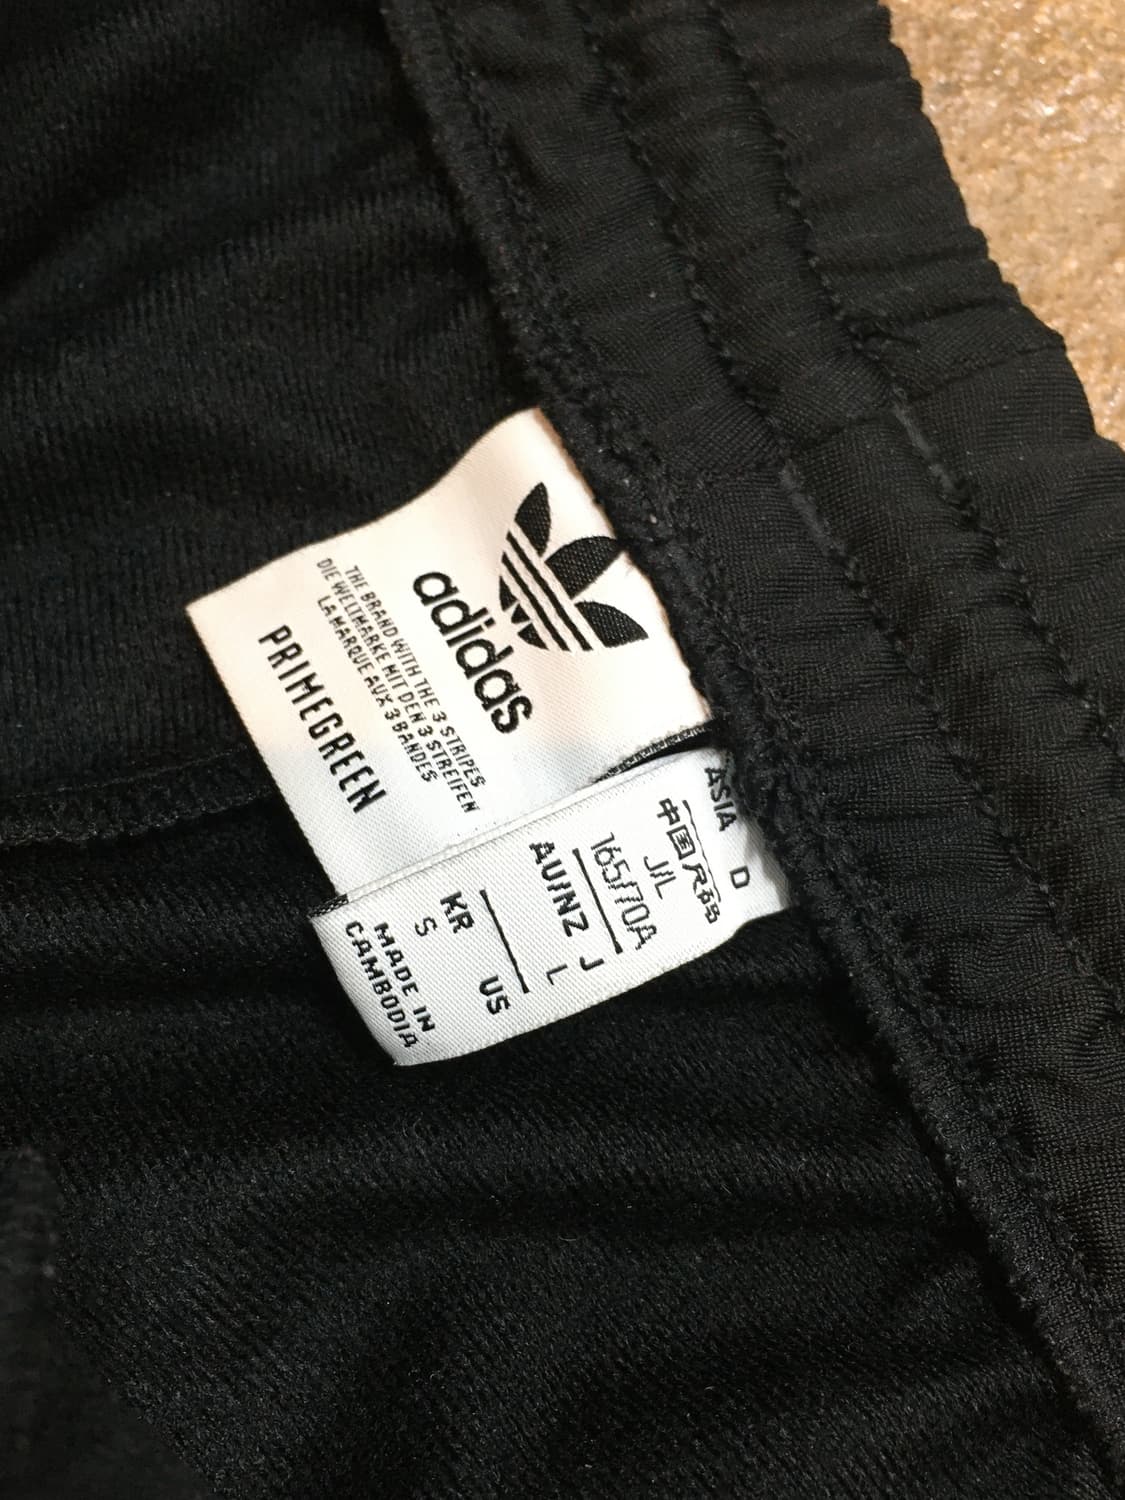 adidas
THE BRAND WITH THE 3 STRIPES
DIE WELTMARKE MIT DEN 3 STREIFEN
LA MARQUE AUX 3 BANDES
PRIMEGREEN
ASIA D
中国尺码
J/L
165/70A
J
AU/NZ L
KR US
S
MADE IN
CAMBODIA